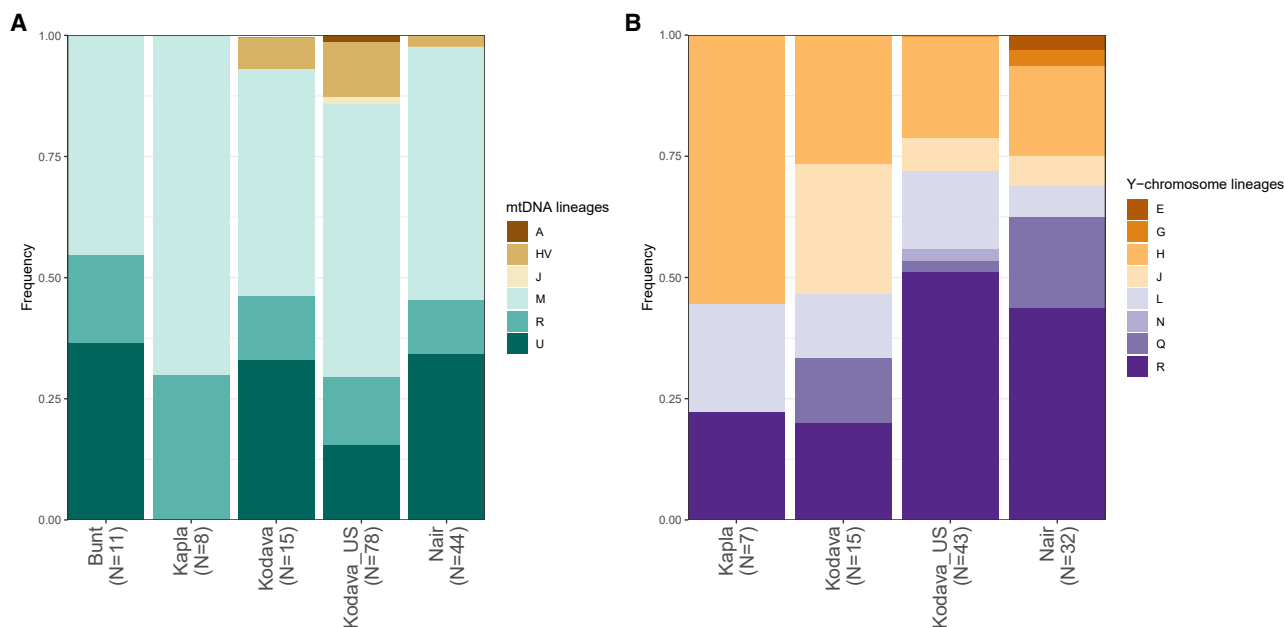 A
Frequency
1.00
0.75
0.50
0.25
0.00
Bunt
(N=11)
Kapla
(N=8)
Kodava
(N=15)
Kodava_US
(N=78)
Nair
(N=44)
mtDNA lineages
A
HV
J
M
R
U
B
Frequency
1.00
0.75
0.50
0.25
0.00
Kapla
(N=7)
Kodava
(N=15)
Kodava_US
(N=43)
Nair
(N=32)
Y−chromosome lineages
E
G
H
J
L
N
Q
R